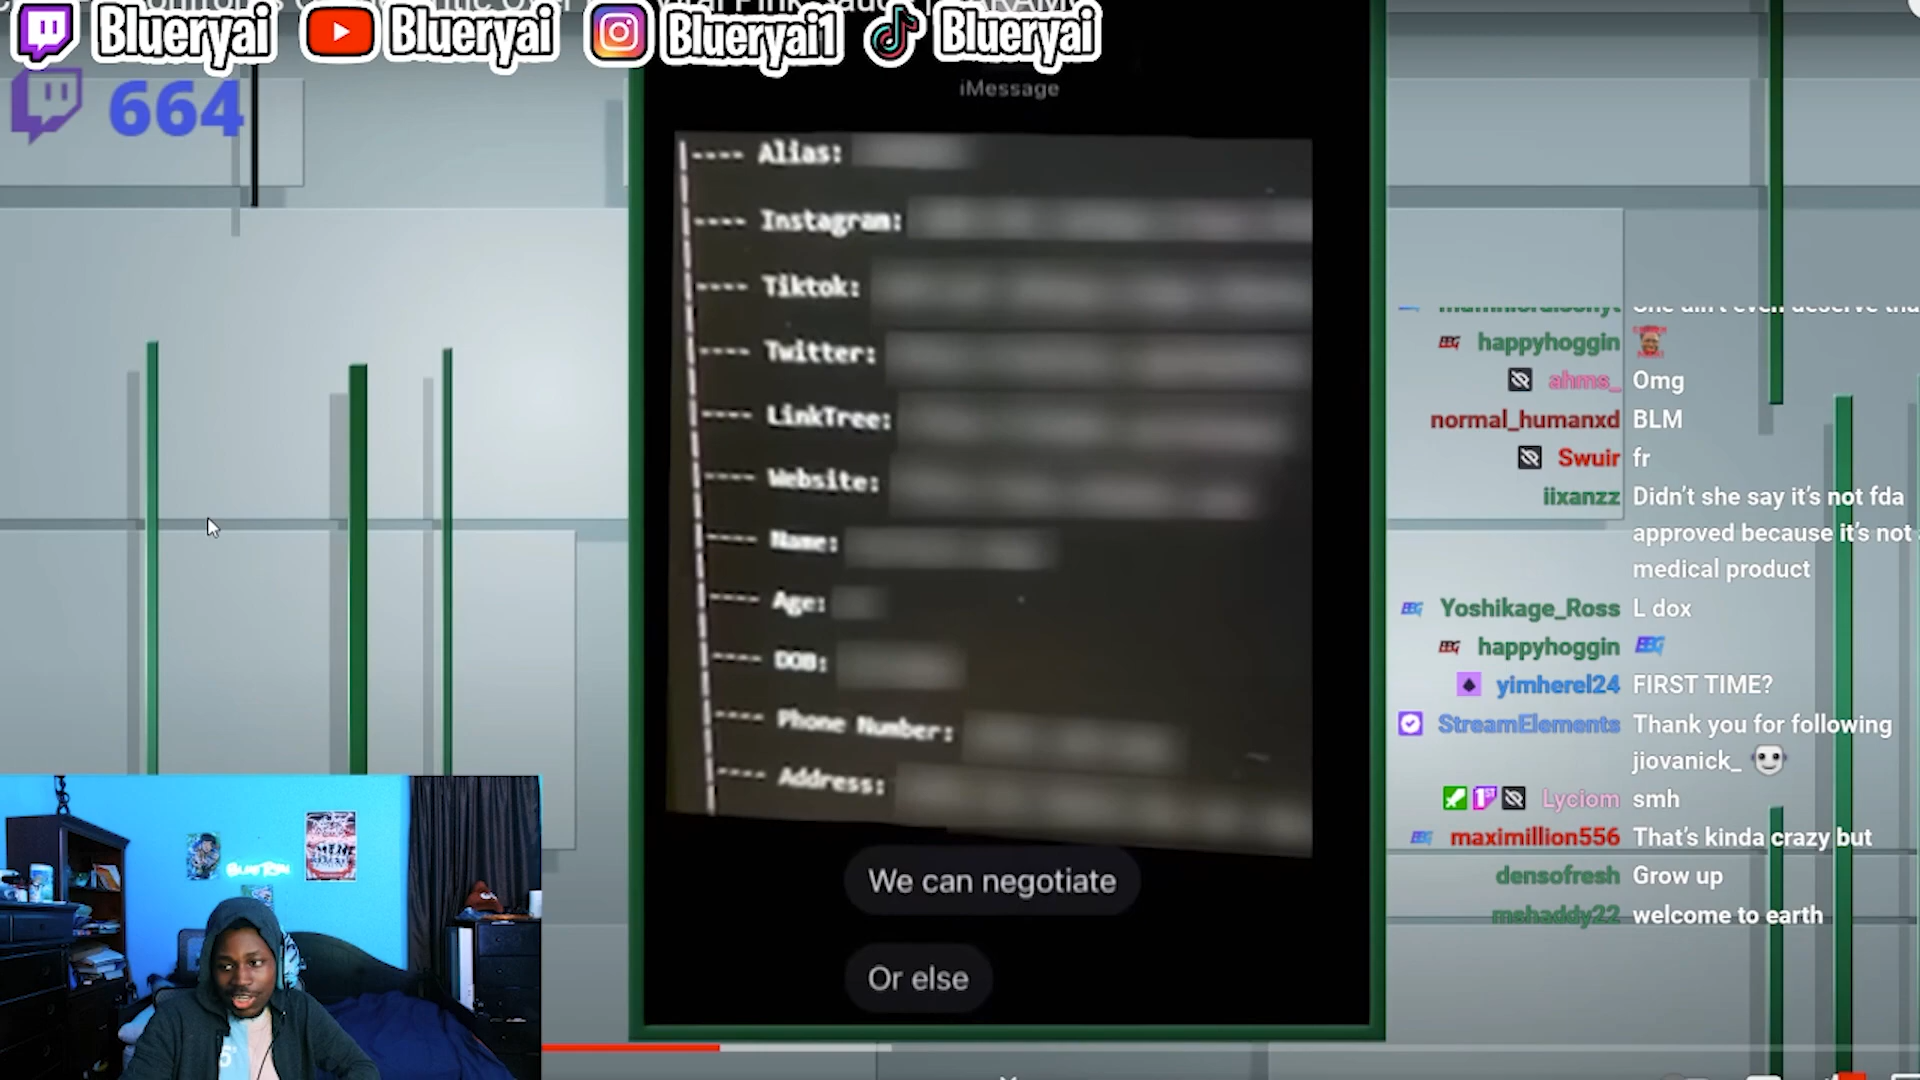 Blueryai Blueryai Blueryai1 Blueryai
664
iMessage
---- Alias:
---- Instagram:
---- Tiktok:
---- Twitter:
---- LinkTree:
---- Website:
---- Name:
---- Age:
---- DOB:
---- Phone Number:
---- Address:
We can negotiate
Or else
happyhoggin
ahms_ Omg
normal_humanxd BLM
Swuir fr
iixanzz Didn't she say it's not fda
approved because it's not
medical product
Yoshikage_Ross L dox
happyhoggin
yimherel24 FIRST TIME?
StreamElements Thank you for following
jiovanick_
Lyciom smh
maximillion556 That's kinda crazy but
densofresh Grow up
mshaddy22 welcome to earth